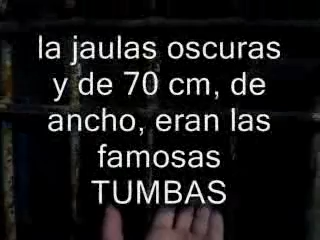 la jaulas oscuras
y de 70 cm, de
ancho, eran las
famosas
TUMBAS